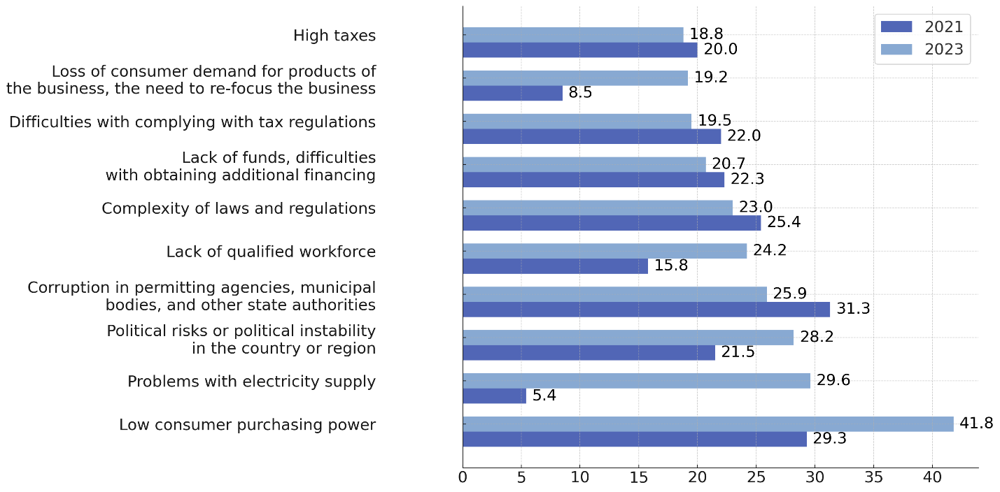 2021
2023
High taxes
18.8
20.0
Loss of consumer demand for products of
the business, the need to re-focus the business
19.2
8.5
Difficulties with complying with tax regulations
19.5
22.0
Lack of funds, difficulties
with obtaining additional financing
20.7
22.3
Complexity of laws and regulations
23.0
25.4
Lack of qualified workforce
24.2
15.8
Corruption in permitting agencies, municipal
bodies, and other state authorities
25.9
31.3
Political risks or political instability
in the country or region
28.2
21.5
Problems with electricity supply
29.6
5.4
Low consumer purchasing power
41.8
29.3
0 5 10 15 20 25 30 35 40